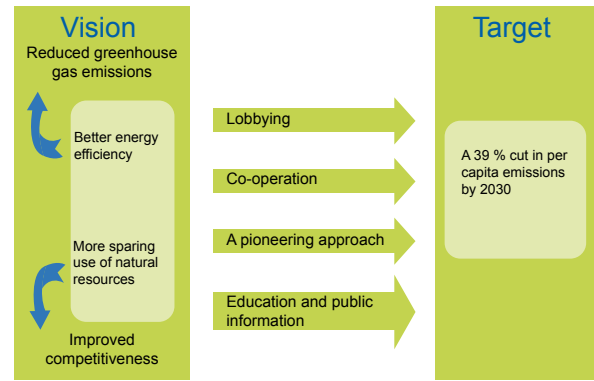 Vision
Reduced greenhouse
gas emissions
Better energy
efficiency
More sparing
use of natural
resources
Improved
competitiveness
Lobbying
Co-operation
A pioneering approach
Education and public
information
Target
A 39 % cut in per
capita emissions
by 2030